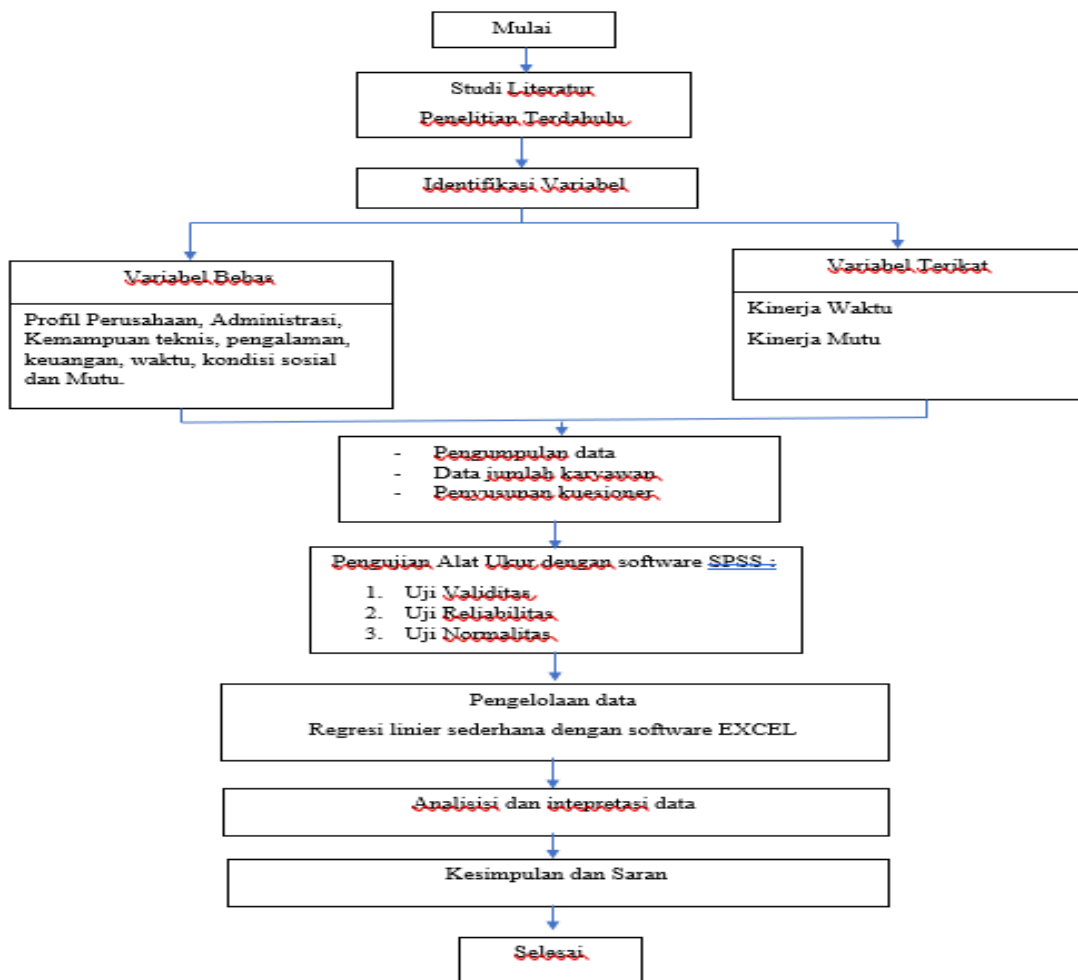 Mulai
Studi Literatur
Penelitian Terdahulu
Identifikasi Variabel
Variabel Bebas
Profil Perusahaan, Administrasi,
Kemampuan teknis, pengalaman,
keuangan, waktu, kondisi sosial
dan Mutu.
Variabel Terikat
Kinerja Waktu
Kinerja Mutu
- Pengumpulan data
- Data jumlah karyawan
- Penyusunan kuesioner
Pengujian Alat Ukur dengan software SPSS :
1. Uji Validitas
2. Uji Reliabilitas
3. Uji Normalitas
Pengelolaan data
Regresi linier sederhana dengan software EXCEL
Analisisi dan intepretasi data
Kesimpulan dan Saran
Selesai